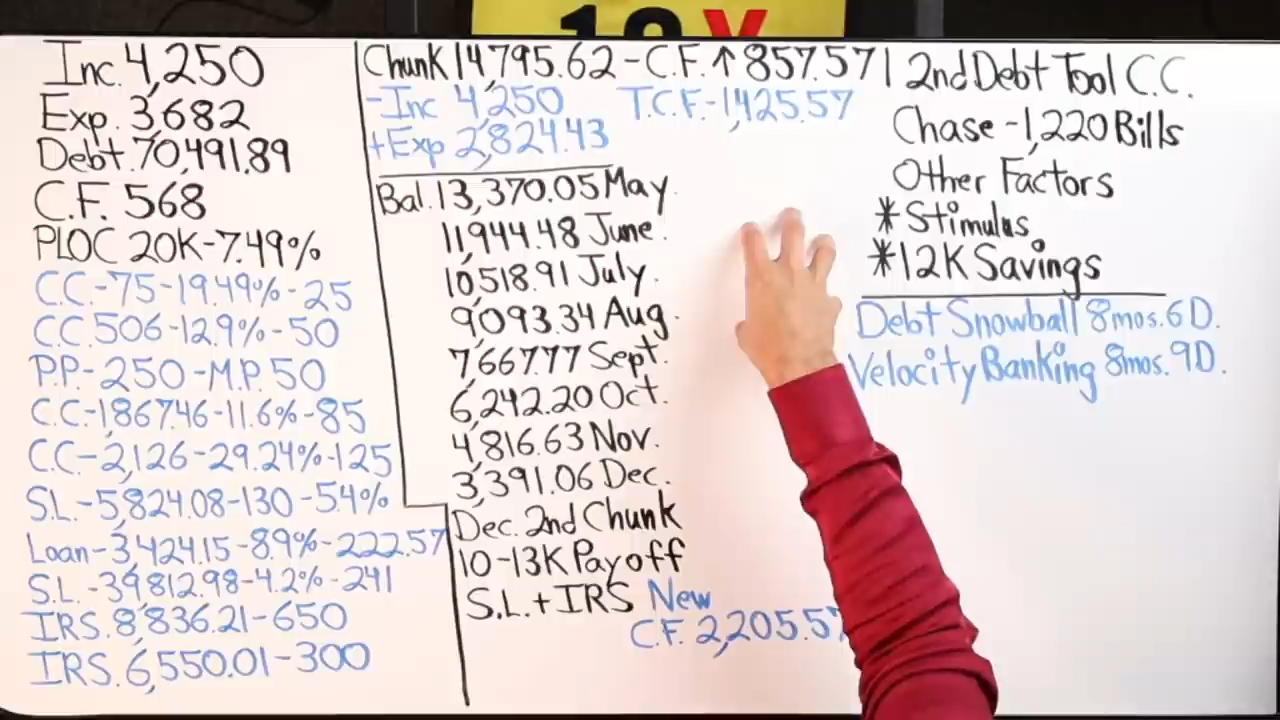 Inc. 4,250
Exp. 3,682
Debt. 70,491.89
C.F. 568
PLOC 20K-7.49%
C.C.-75-19.49%-25
C.C. 506-12.9%-50
P.P.-250-M.P. 50
C.C.-1,867.46-11.6%-85
C.C.-2,126-29.24%-125
S.L.-5,824.08-130-5.4%
Loan-3,424.15-8.9%-222.57
S.L.-39,812.98-4.2%-241
IRS. 8,836.21-650
IRS. 6,550.01-300
Chunk 14,795.62-C.F.↑857.57
-Inc 4,250 T.C.F.-1,425.57
+Exp 2,824.43
Bal. 13,370.05 May
11,944.48 June.
10,518.91 July.
9,093.34 Aug.
7,667.77 Sept.
6,242.20 Oct.
4,816.63 Nov.
3,391.06 Dec.
Dec. 2nd Chunk
10-13K Payoff
S.L.+IRS New
C.F. 2,205.57
2nd Debt Tool C.C.
Chase-1,220 Bills
Other Factors
*Stimulus
*12K Savings
Debt Snowball 8mos. 6D.
Velocity Banking 8mos. 9D.